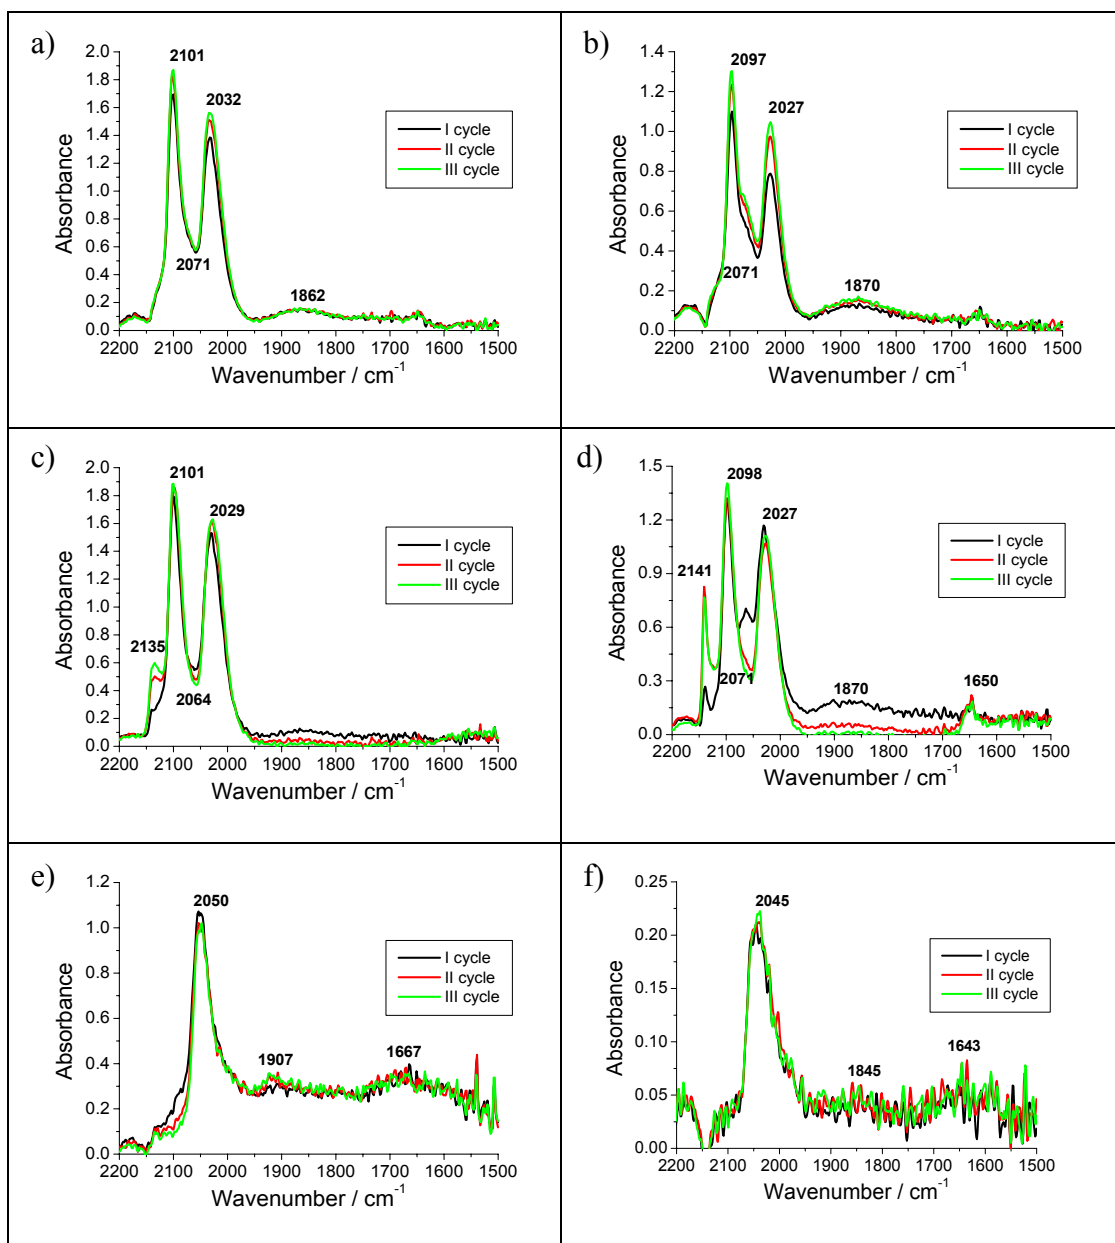 a)
2101
2032
2071
1862
I cycle
II cycle
III cycle
2.0
1.8
1.6
1.4
1.2
1.0
0.8
0.6
0.4
0.2
0.0
Absorbance
2200 2100 2000 1900 1800 1700 1600 1500
Wavenumber / cm⁻¹
b)
2097
2027
2071
1870
I cycle
II cycle
III cycle
1.4
1.2
1.0
0.8
0.6
0.4
0.2
0.0
Absorbance
2200 2100 2000 1900 1800 1700 1600 1500
Wavenumber / cm⁻¹
c)
2101
2029
2135
2064
I cycle
II cycle
III cycle
2.0
1.8
1.6
1.4
1.2
1.0
0.8
0.6
0.4
0.2
0.0
Absorbance
2200 2100 2000 1900 1800 1700 1600 1500
Wavenumber / cm⁻¹
d)
2098
2027
2141
2071
1870
1650
I cycle
II cycle
III cycle
1.5
1.2
0.9
0.6
0.3
0.0
Absorbance
2200 2100 2000 1900 1800 1700 1600 1500
Wavenumber / cm⁻¹
e)
2050
1907
1667
I cycle
II cycle
III cycle
1.2
1.0
0.8
0.6
0.4
0.2
0.0
Absorbance
2200 2100 2000 1900 1800 1700 1600 1500
Wavenumber / cm⁻¹
f)
2045
1845
1643
I cycle
II cycle
III cycle
0.25
0.20
0.15
0.10
0.05
0.00
Absorbance
2200 2100 2000 1900 1800 1700 1600 1500
Wavenumber / cm⁻¹